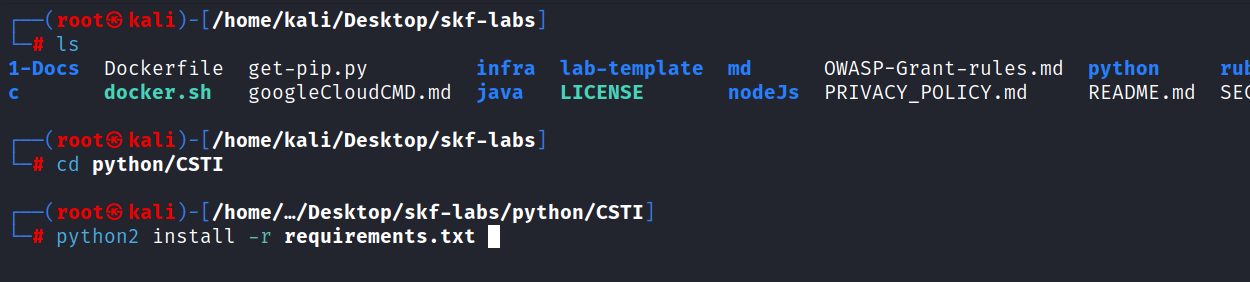 ┌──(root㉿kali)-[/home/kali/Desktop/skf-labs]
└─# ls
1-Docs  Dockerfile  get-pip.py         infra  lab-template  md      OWASP-Grant-rules.md  python     rub
c       docker.sh   googleCloudCMD.md  java   LICENSE       nodeJs  PRIVACY_POLICY.md     README.md  SEC
┌──(root㉿kali)-[/home/kali/Desktop/skf-labs]
└─# cd python/CSTI
┌──(root㉿kali)-[/home/…/Desktop/skf-labs/python/CSTI]
└─# python2 install -r requirements.txt